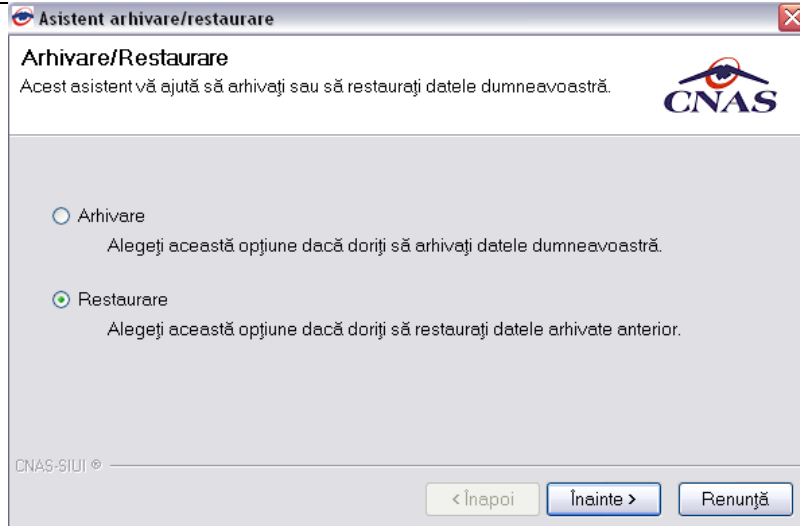 Asistent arhivare/restaurare
Arhivare/Restaurare
Acest asistent vă ajută să arhivaţi sau să restauraţi datele dumneavoastră.
CNAS
Arhivare
Alegeţi această opţiune dacă doriţi să arhivaţi datele dumneavoastră.
Restaurare
Alegeţi această opţiune dacă doriţi să restauraţi datele arhivate anterior.
CNAS-SIUI ®
< Înapoi
Înainte >
Renunţă